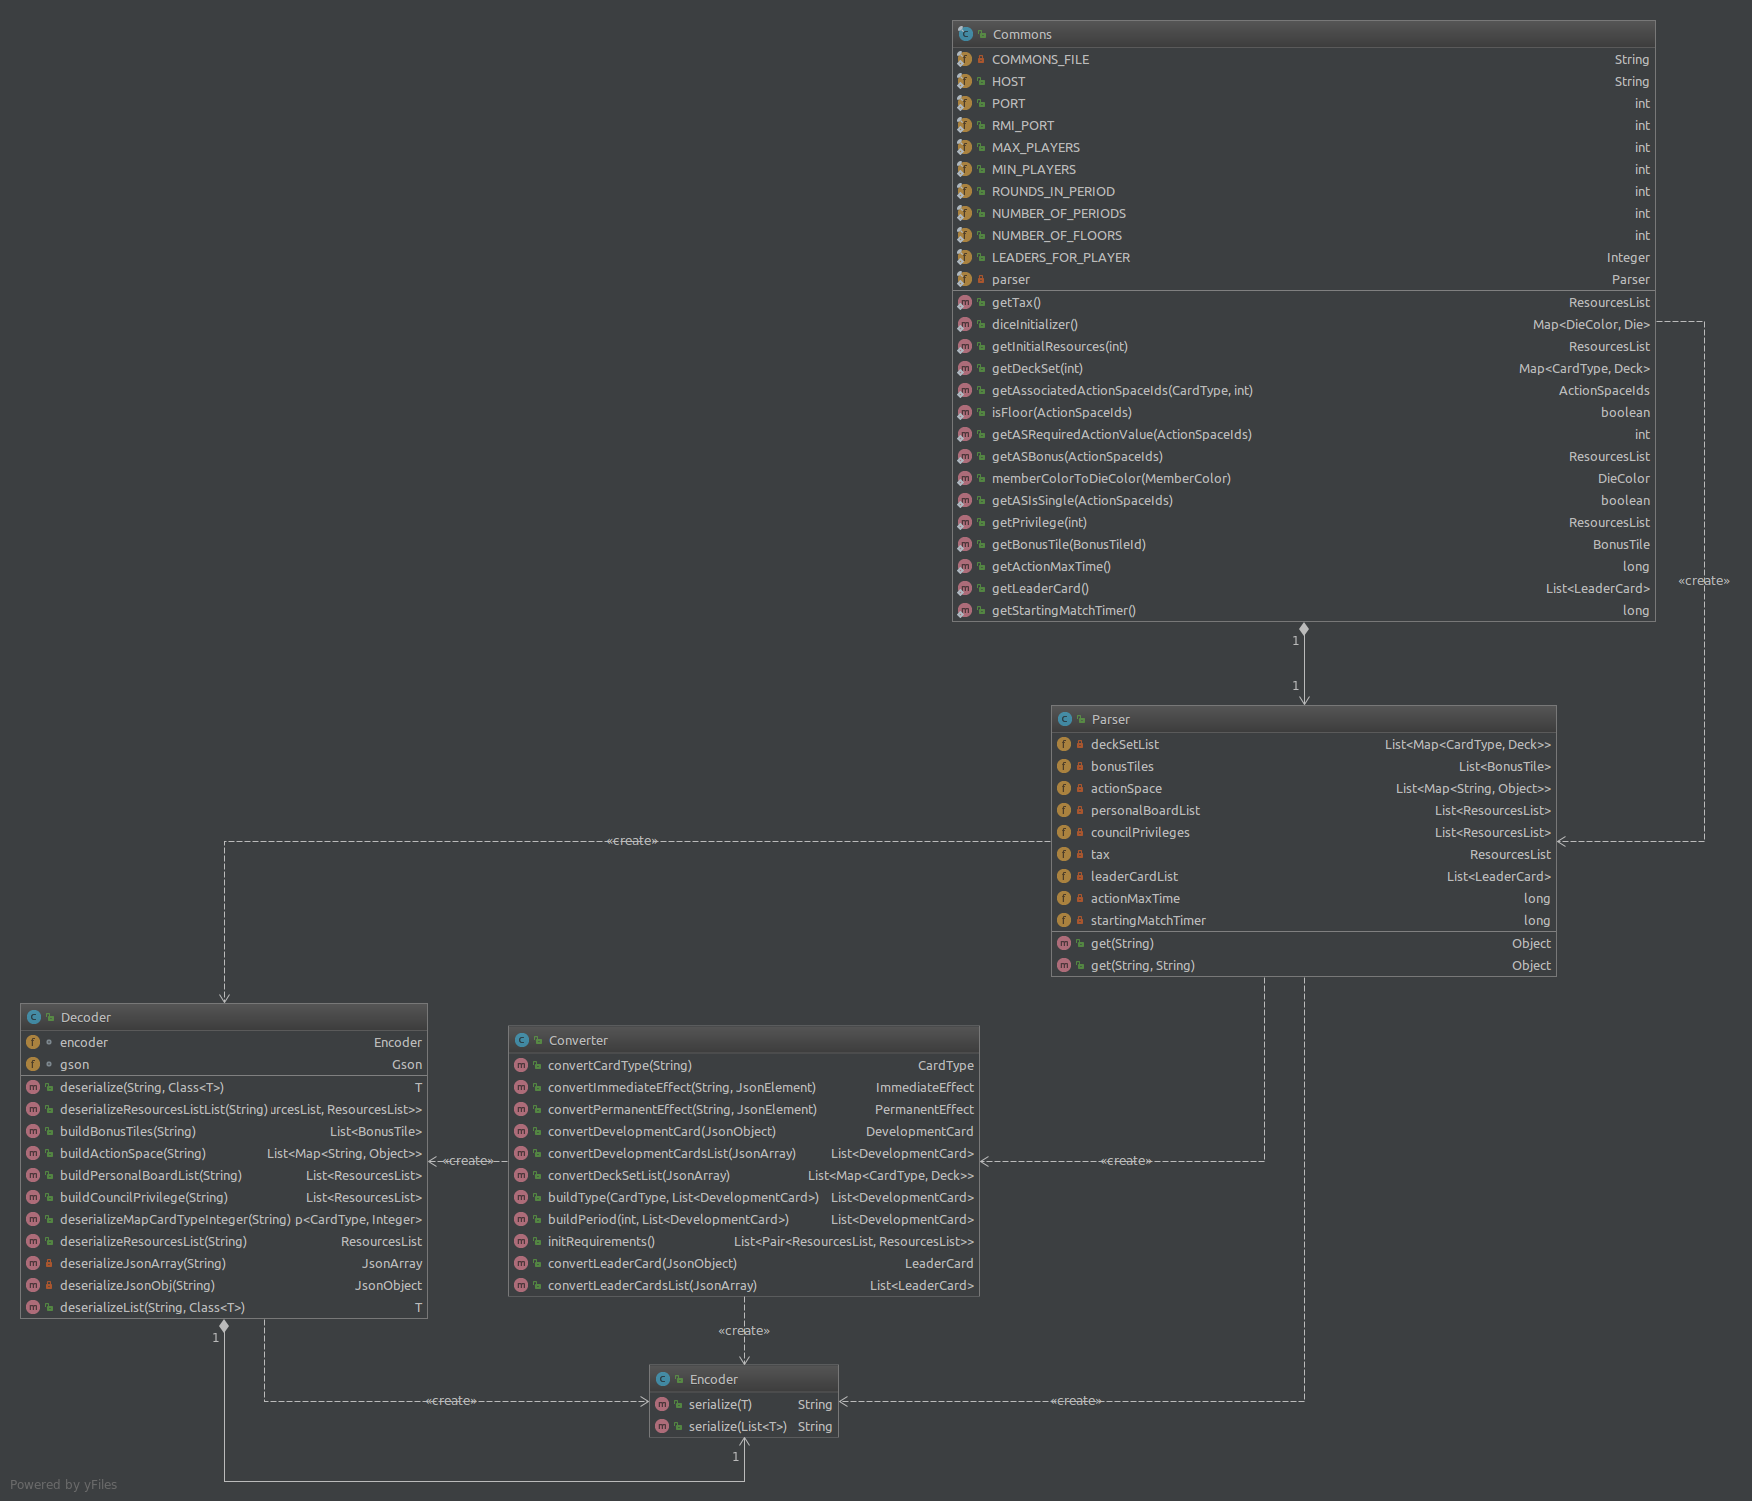 Commons
COMMONS_FILE String
HOST String
PORT int
RMI_PORT int
MAX_PLAYERS int
MIN_PLAYERS int
ROUNDS_IN_PERIOD int
NUMBER_OF_PERIODS int
NUMBER_OF_FLOORS int
LEADERS_FOR_PLAYER Integer
parser Parser
getTax() ResourcesList
diceInitializer() Map<DieColor, Die>
getInitialResources(int) ResourcesList
getDeckSet(int) Map<CardType, Deck>
getAssociatedActionSpaceIds(CardType, int) ActionSpaceIds
isFloor(ActionSpaceIds) boolean
getASRequiredActionValue(ActionSpaceIds) int
getASBonus(ActionSpaceIds) ResourcesList
memberColorToDieColor(MemberColor) DieColor
getASIsSingle(ActionSpaceIds) boolean
getPrivilege(int) ResourcesList
getBonusTile(BonusTileId) BonusTile
getActionMaxTime() long
getLeaderCard() List<LeaderCard>
getStartingMatchTimer() long
«create»
1
1
Parser
deckSetList List<Map<CardType, Deck>>
bonusTiles List<BonusTile>
actionSpace List<Map<String, Object>>
personalBoardList List<ResourcesList>
councilPrivileges List<ResourcesList>
tax ResourcesList
leaderCardList List<LeaderCard>
actionMaxTime long
startingMatchTimer long
get(String) Object
get(String, String) Object
«create»
Decoder
encoder Encoder
gson Gson
deserialize(String, Class<T>) T
deserializeResourcesListList(String) urcesList, ResourcesList>>
buildBonusTiles(String) List<BonusTile>
buildActionSpace(String) List<Map<String, Object>>
buildPersonalBoardList(String) List<ResourcesList>
buildCouncilPrivilege(String) List<ResourcesList>
deserializeMapCardTypeInteger(String) p<CardType, Integer>
deserializeResourcesList(String) ResourcesList
deserializeJsonArray(String) JsonArray
deserializeJsonObj(String) JsonObject
deserializeList(String, Class<T>) T
«create»
Converter
convertCardType(String) CardType
convertImmediateEffect(String, JsonElement) ImmediateEffect
convertPermanentEffect(String, JsonElement) PermanentEffect
convertDevelopmentCard(JsonObject) DevelopmentCard
convertDevelopmentCardsList(JsonArray) List<DevelopmentCard>
convertDeckSetList(JsonArray) List<Map<CardType, Deck>>
buildType(CardType, List<DevelopmentCard>) List<DevelopmentCard>
buildPeriod(int, List<DevelopmentCard>) List<DevelopmentCard>
initRequirements() List<Pair<ResourcesList, ResourcesList>>
convertLeaderCard(JsonObject) LeaderCard
convertLeaderCardsList(JsonArray) List<LeaderCard>
«create»
1
«create»
Encoder
serialize(T) String
serialize(List<T>) String
«create»
«create»
1
Powered by yFiles